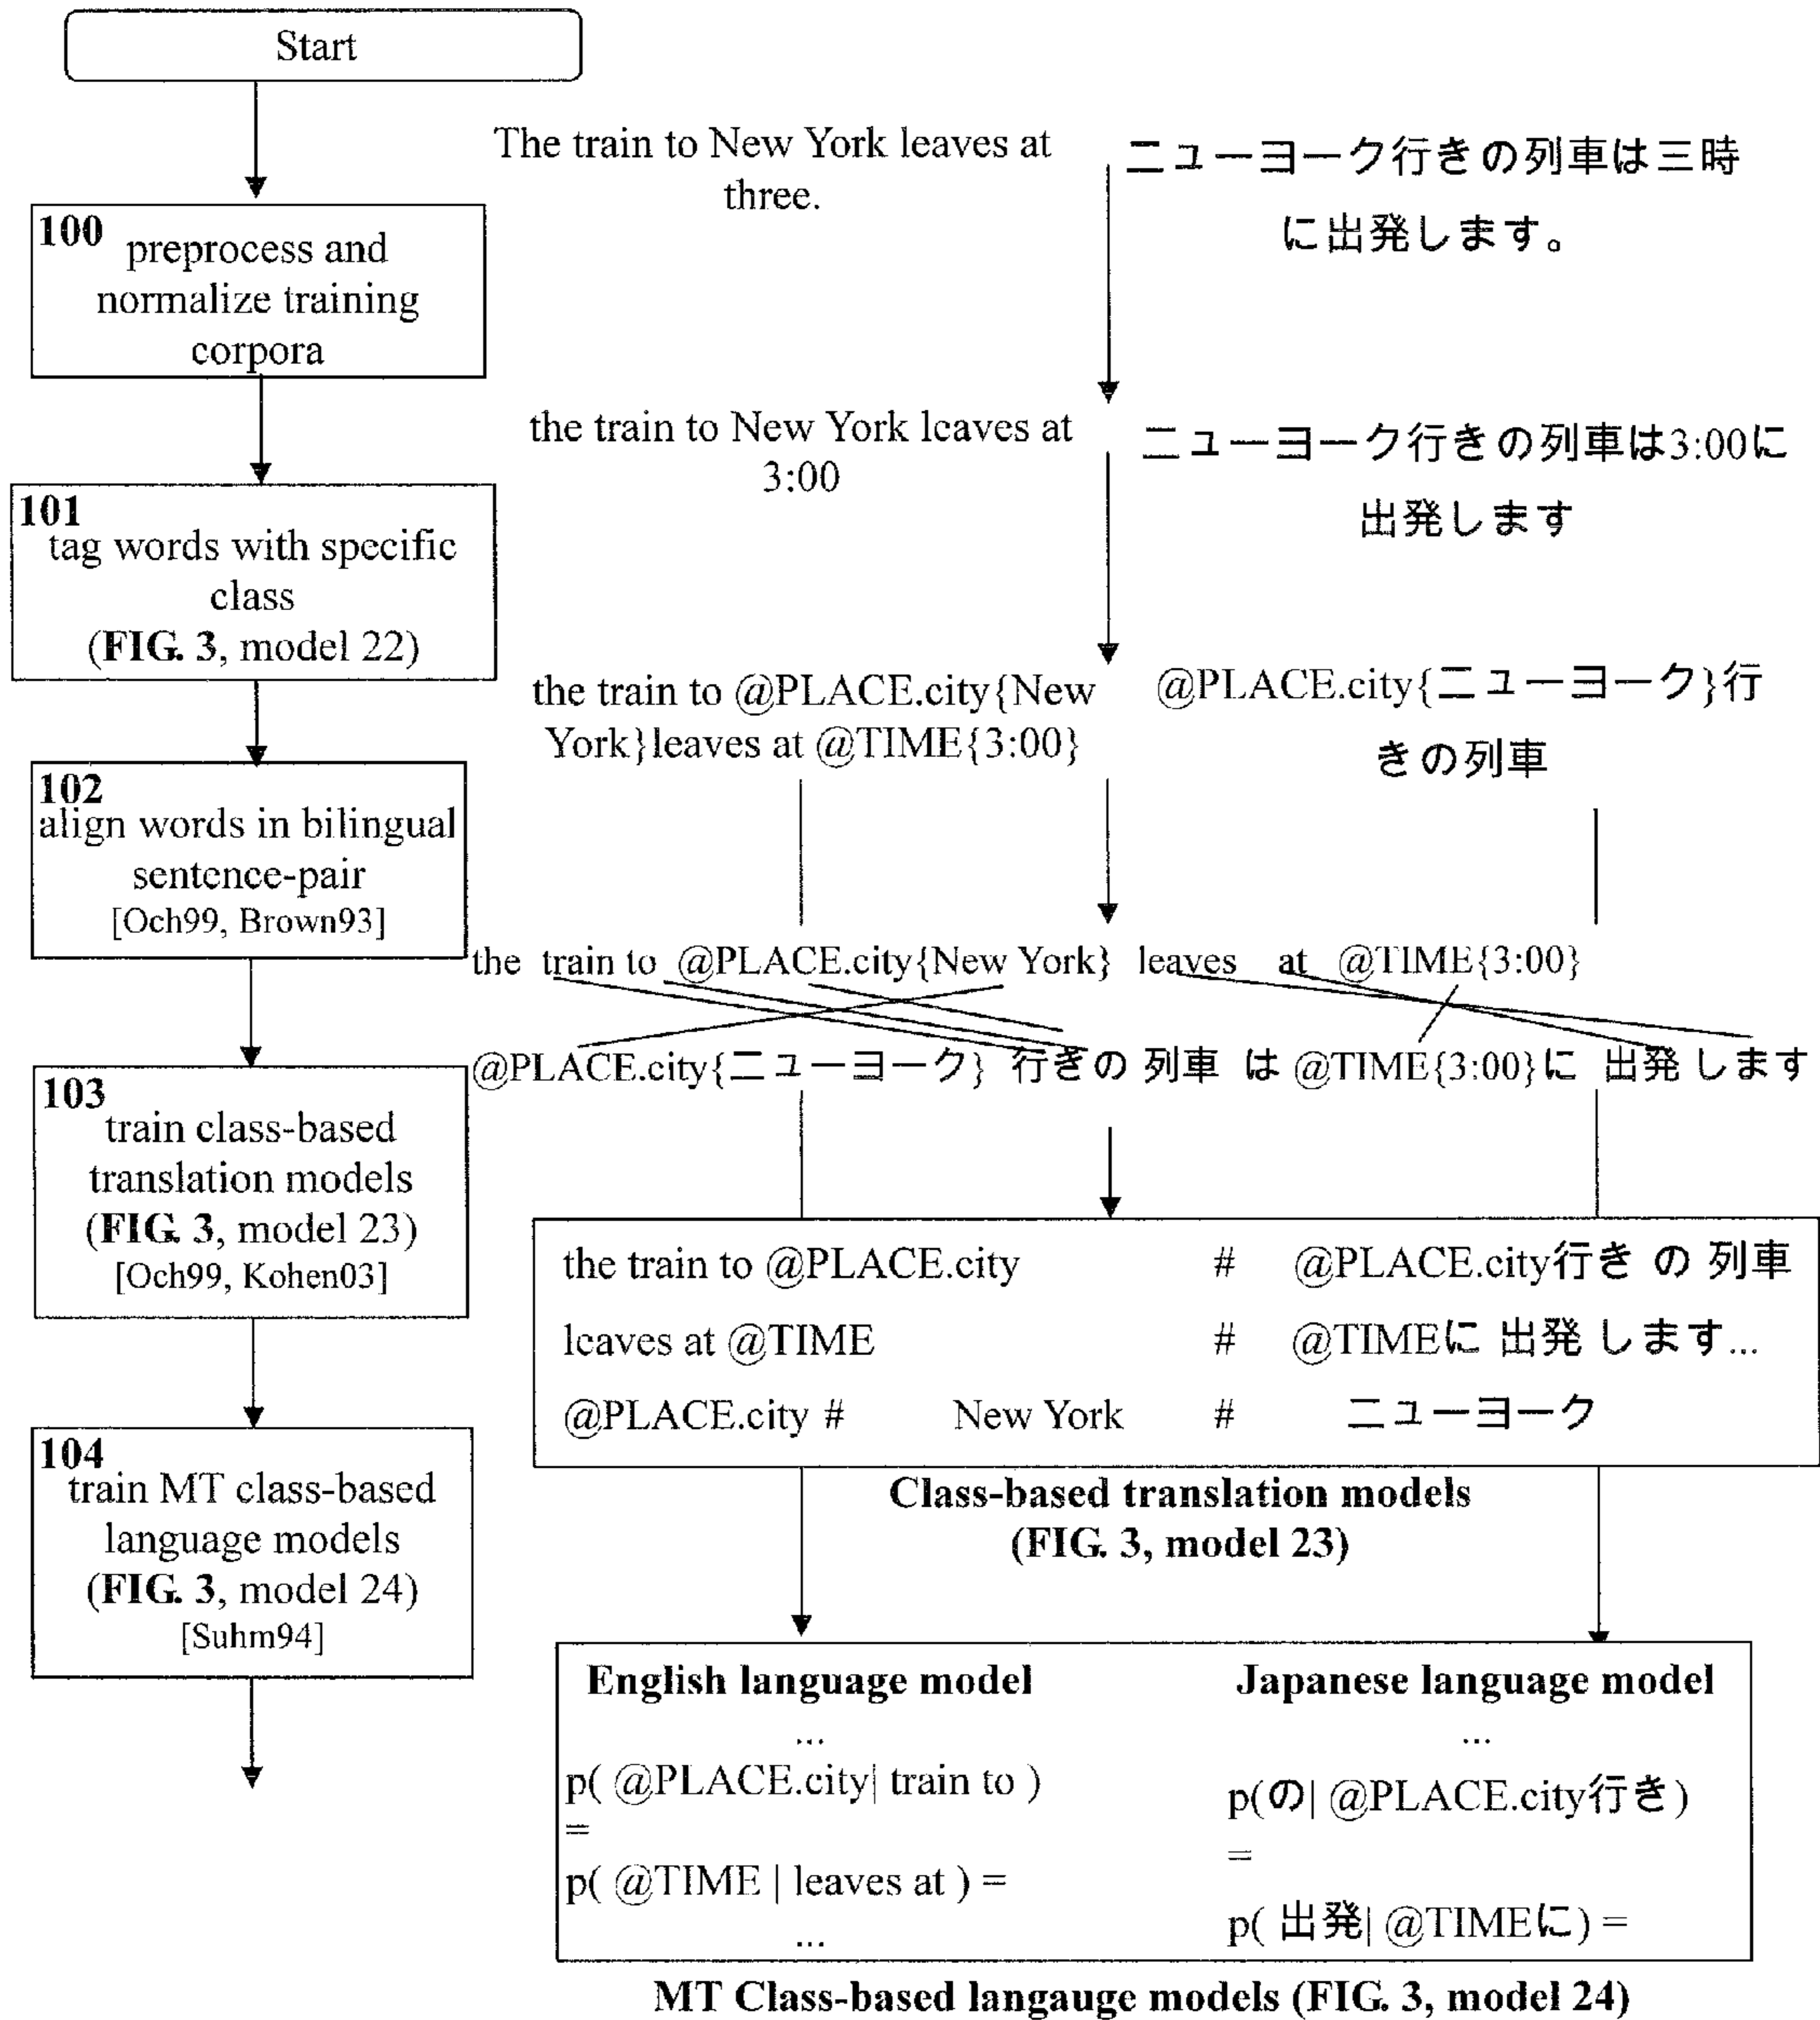 Start
100
preprocess and
normalize training
corpora
101
tag words with specific
class
(FIG. 3, model 22)
102
align words in bilingual
sentence-pair
[Och99, Brown93]
103
train class-based
translation models
(FIG. 3, model 23)
[Och99, Kohen03]
104
train MT class-based
language models
(FIG. 3, model 24)
[Suhm94]
The train to New York leaves at
three.
ニューヨーク行きの列車は三時
に出発します。
the train to New York leaves at
3:00
ニューヨーク行きの列車は3:00に
出発します
the train to @PLACE.city{New
York}leaves at @TIME{3:00}
@PLACE.city{ニューヨーク}行
きの列車
the train to @PLACE.city{New York} leaves at @TIME{3:00}
@PLACE.city{ニューヨーク} 行きの 列車 は @TIME{3:00}に 出発 します
the train to @PLACE.city # @PLACE.city行き の 列車
leaves at @TIME # @TIMEに 出発 します...
@PLACE.city # New York # ニューヨーク
Class-based translation models
(FIG. 3, model 23)
English language model
...
p( @PLACE.city| train to )
=
p( @TIME | leaves at ) =
...
Japanese language model
...
p(の| @PLACE.city行き)
=
p( 出発| @TIMEに) =
MT Class-based langauge models (FIG. 3, model 24)